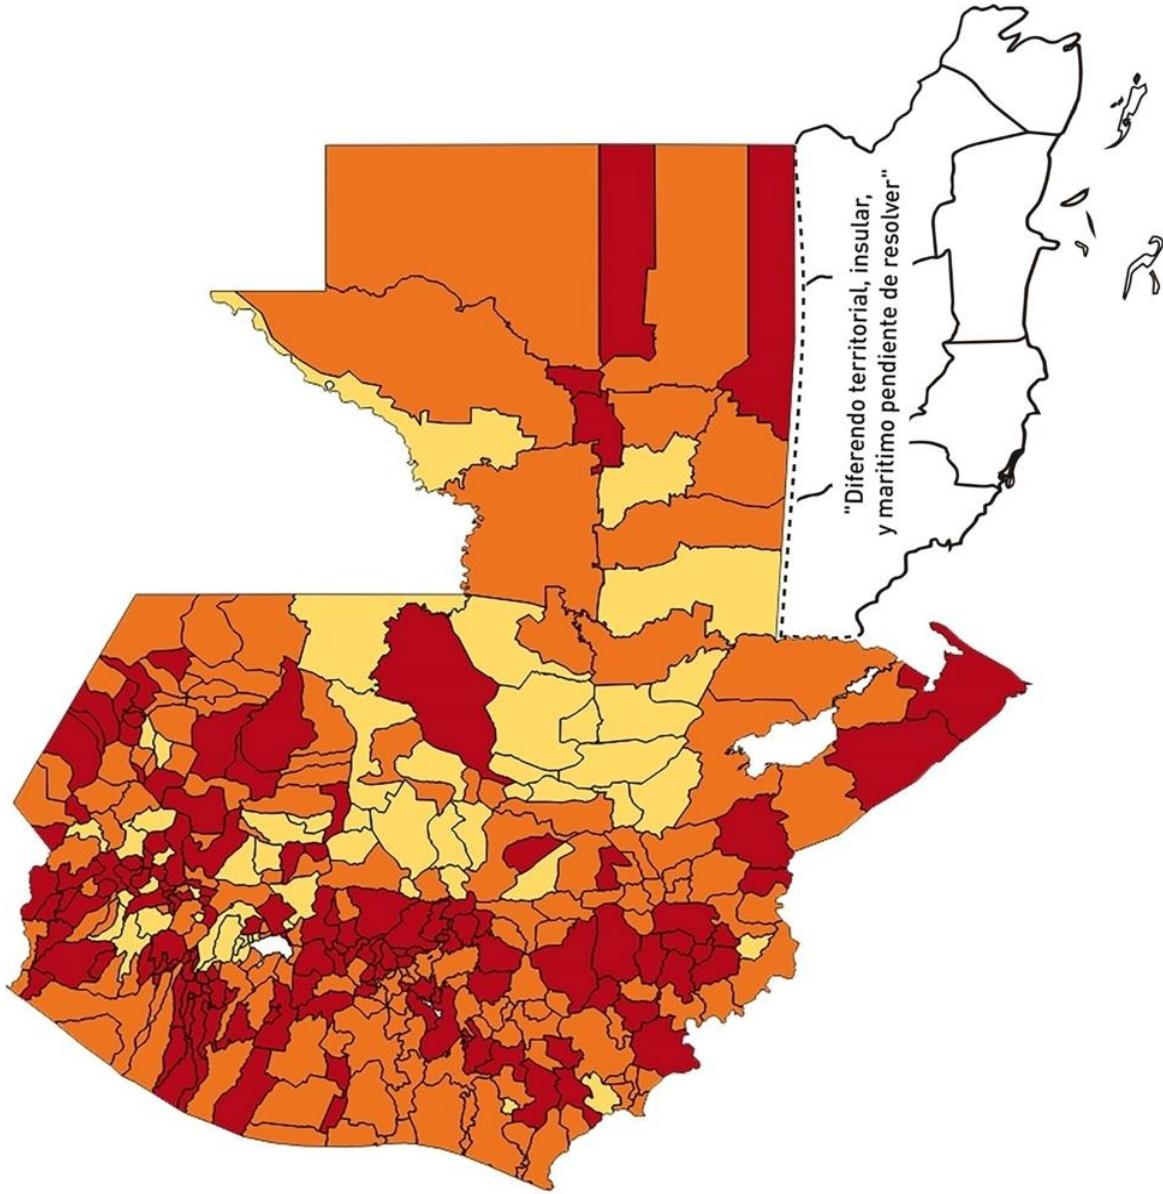 "Diferendo territorial, insular,
y marítimo pendiente de resolver"